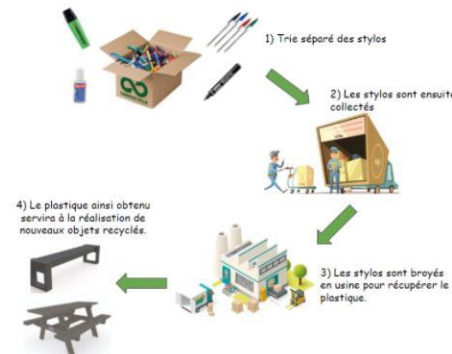 1) Trie séparé des stylos
2) Les stylos sont ensuite
collectés
4) Le plastique ainsi obtenu
servira à la réalisation de
nouveaux objets recyclés.
3) Les stylos sont broyés
en usine pour récupérer le
plastique.